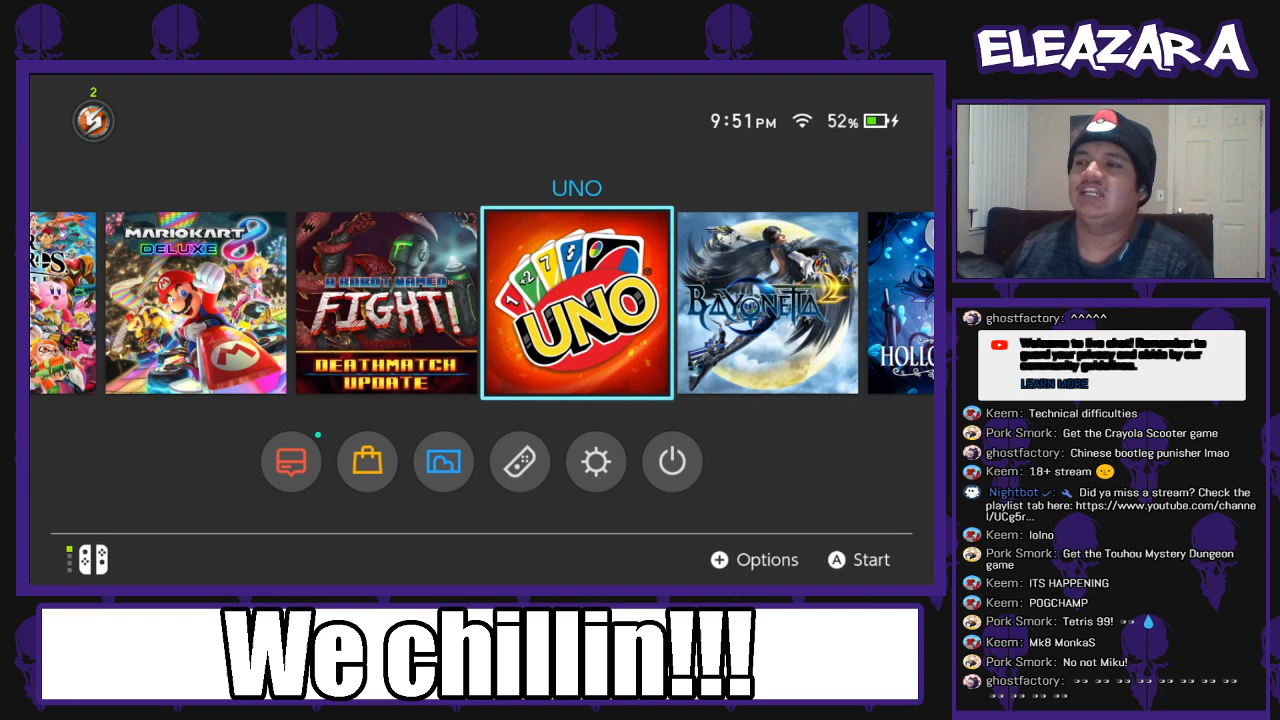 ELEAZAR A
2
9:51 PM 52%
UNO
MARIOKART 8
DELUXE
A ROBOT NAMED
FIGHT!
DEATHMATCH
UPDATE
+2 7
UNO
BAYONETTA 2
HOLLO
+ Options A Start
We chillin!!!
ghostfactory: ^^^^^
Welcome to live chat! Remember to
guard your privacy and abide by our
community guidelines.
LEARN MORE
Keem: Technical difficulties
Pork Smork: Get the Crayola Scooter game
ghostfactory: Chinese bootleg punisher lmao
Keem: 18+ stream
Nightbot: Did ya miss a stream? Check the
playlist tab here: https://www.youtube.com/channe
l/UCg5r...
Keem: lolno
Pork Smork: Get the Touhou Mystery Dungeon
game
Keem: ITS HAPPENING
Keem: POGCHAMP
Pork Smork: Tetris 99!
Keem: Mk8 MonkaS
Pork Smork: No not Miku!
ghostfactory: